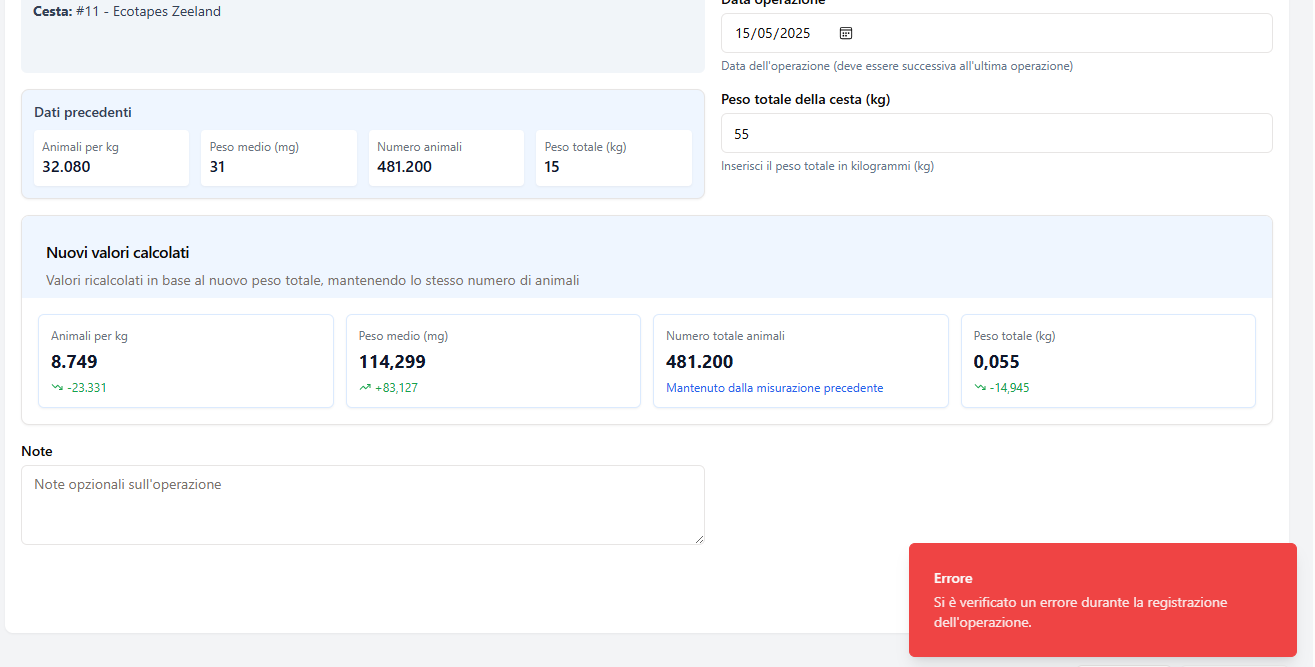 Cesta: #11 - Ecotapes Zeeland
Data operazione
15/05/2025
Data dell'operazione (deve essere successiva all'ultima operazione)
Dati precedenti
Animali per kg
32.080
Peso medio (mg)
31
Numero animali
481.200
Peso totale (kg)
15
Peso totale della cesta (kg)
55
Inserisci il peso totale in kilogrammi (kg)
Nuovi valori calcolati
Valori ricalcolati in base al nuovo peso totale, mantenendo lo stesso numero di animali
Animali per kg
8.749
-23.331
Peso medio (mg)
114,299
+83,127
Numero totale animali
481.200
Mantenuto dalla misurazione precedente
Peso totale (kg)
0,055
-14,945
Note
Note opzionali sull'operazione
Errore
Si è verificato un errore durante la registrazione
dell'operazione.